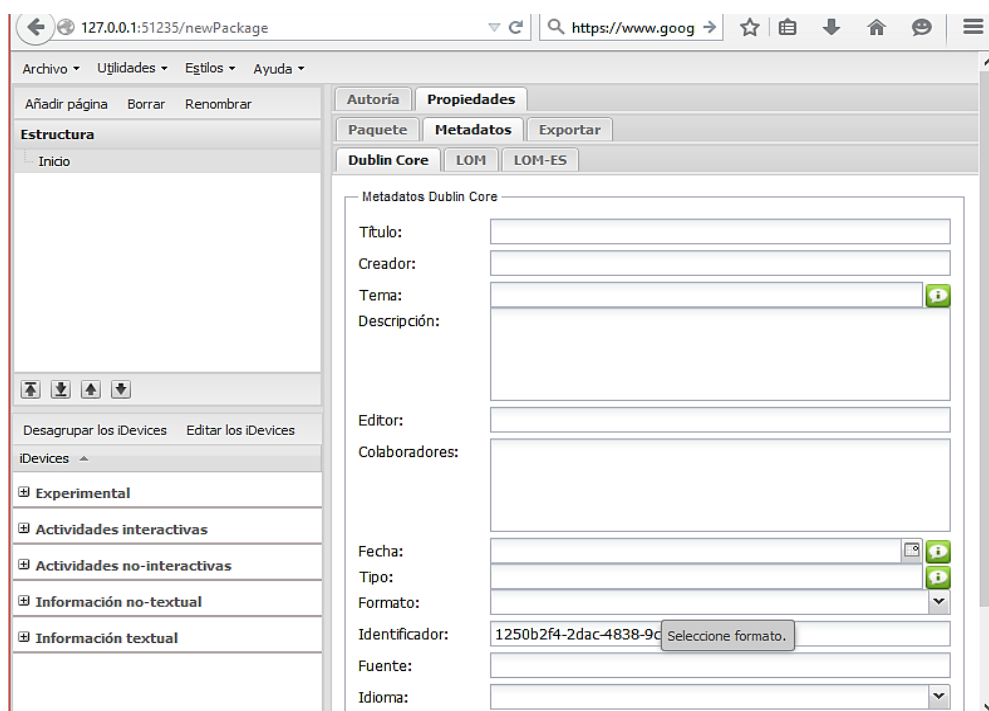 127.0.0.1:51235/newPackage
https://www.goog
Archivo Utilidades Estilos Ayuda
Añadir página Borrar Renombrar
Estructura
Inicio
Desagrupar los iDevices Editar los iDevices
iDevices
Experimental
Actividades interactivas
Actividades no-interactivas
Información no-textual
Información textual
Autoría Propiedades
Paquete Metadatos Exportar
Dublin Core LOM LOM-ES
Metadatos Dublin Core
Título:
Creador:
Tema:
Descripción:
Editor:
Colaboradores:
Fecha:
Tipo:
Formato:
Identificador: 1250b2f4-2dac-4838-9c
Seleccione formato.
Fuente:
Idioma: